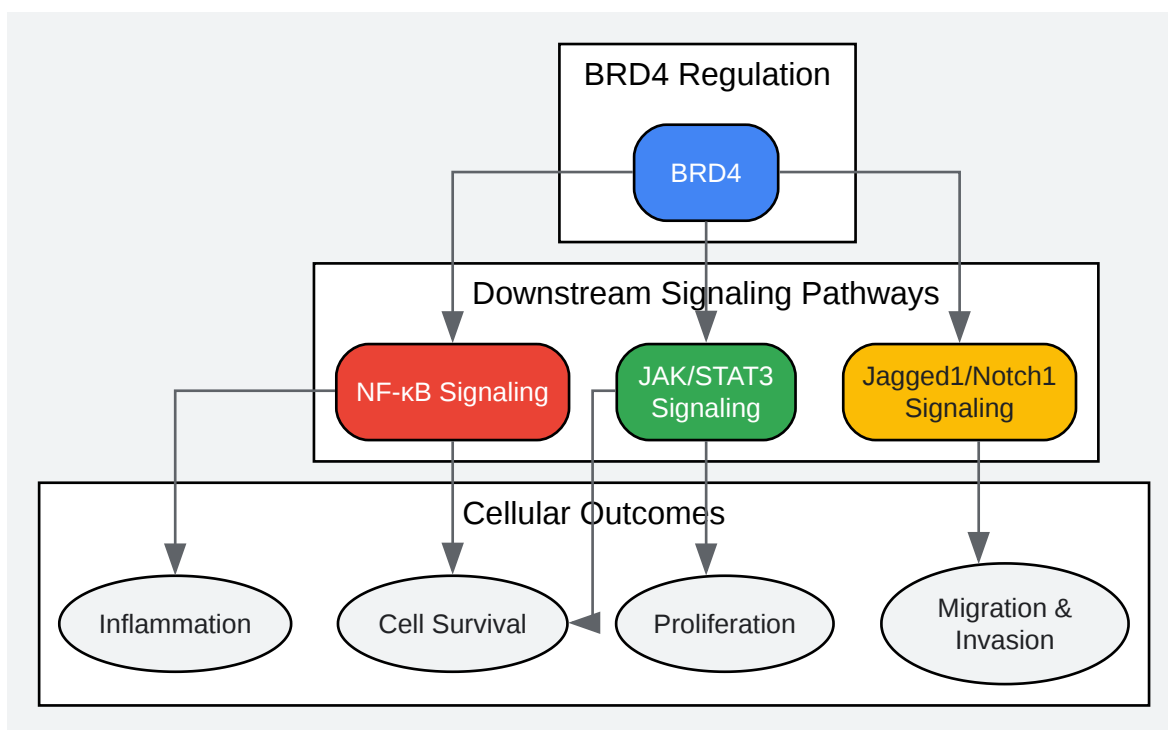 BRD4 Regulation
BRD4
Downstream Signaling Pathways
NF-κB Signaling
JAK/STAT3
Signaling
Jagged1/Notch1
Signaling
Cellular Outcomes
Inflammation
Cell Survival
Proliferation
Migration &
Invasion